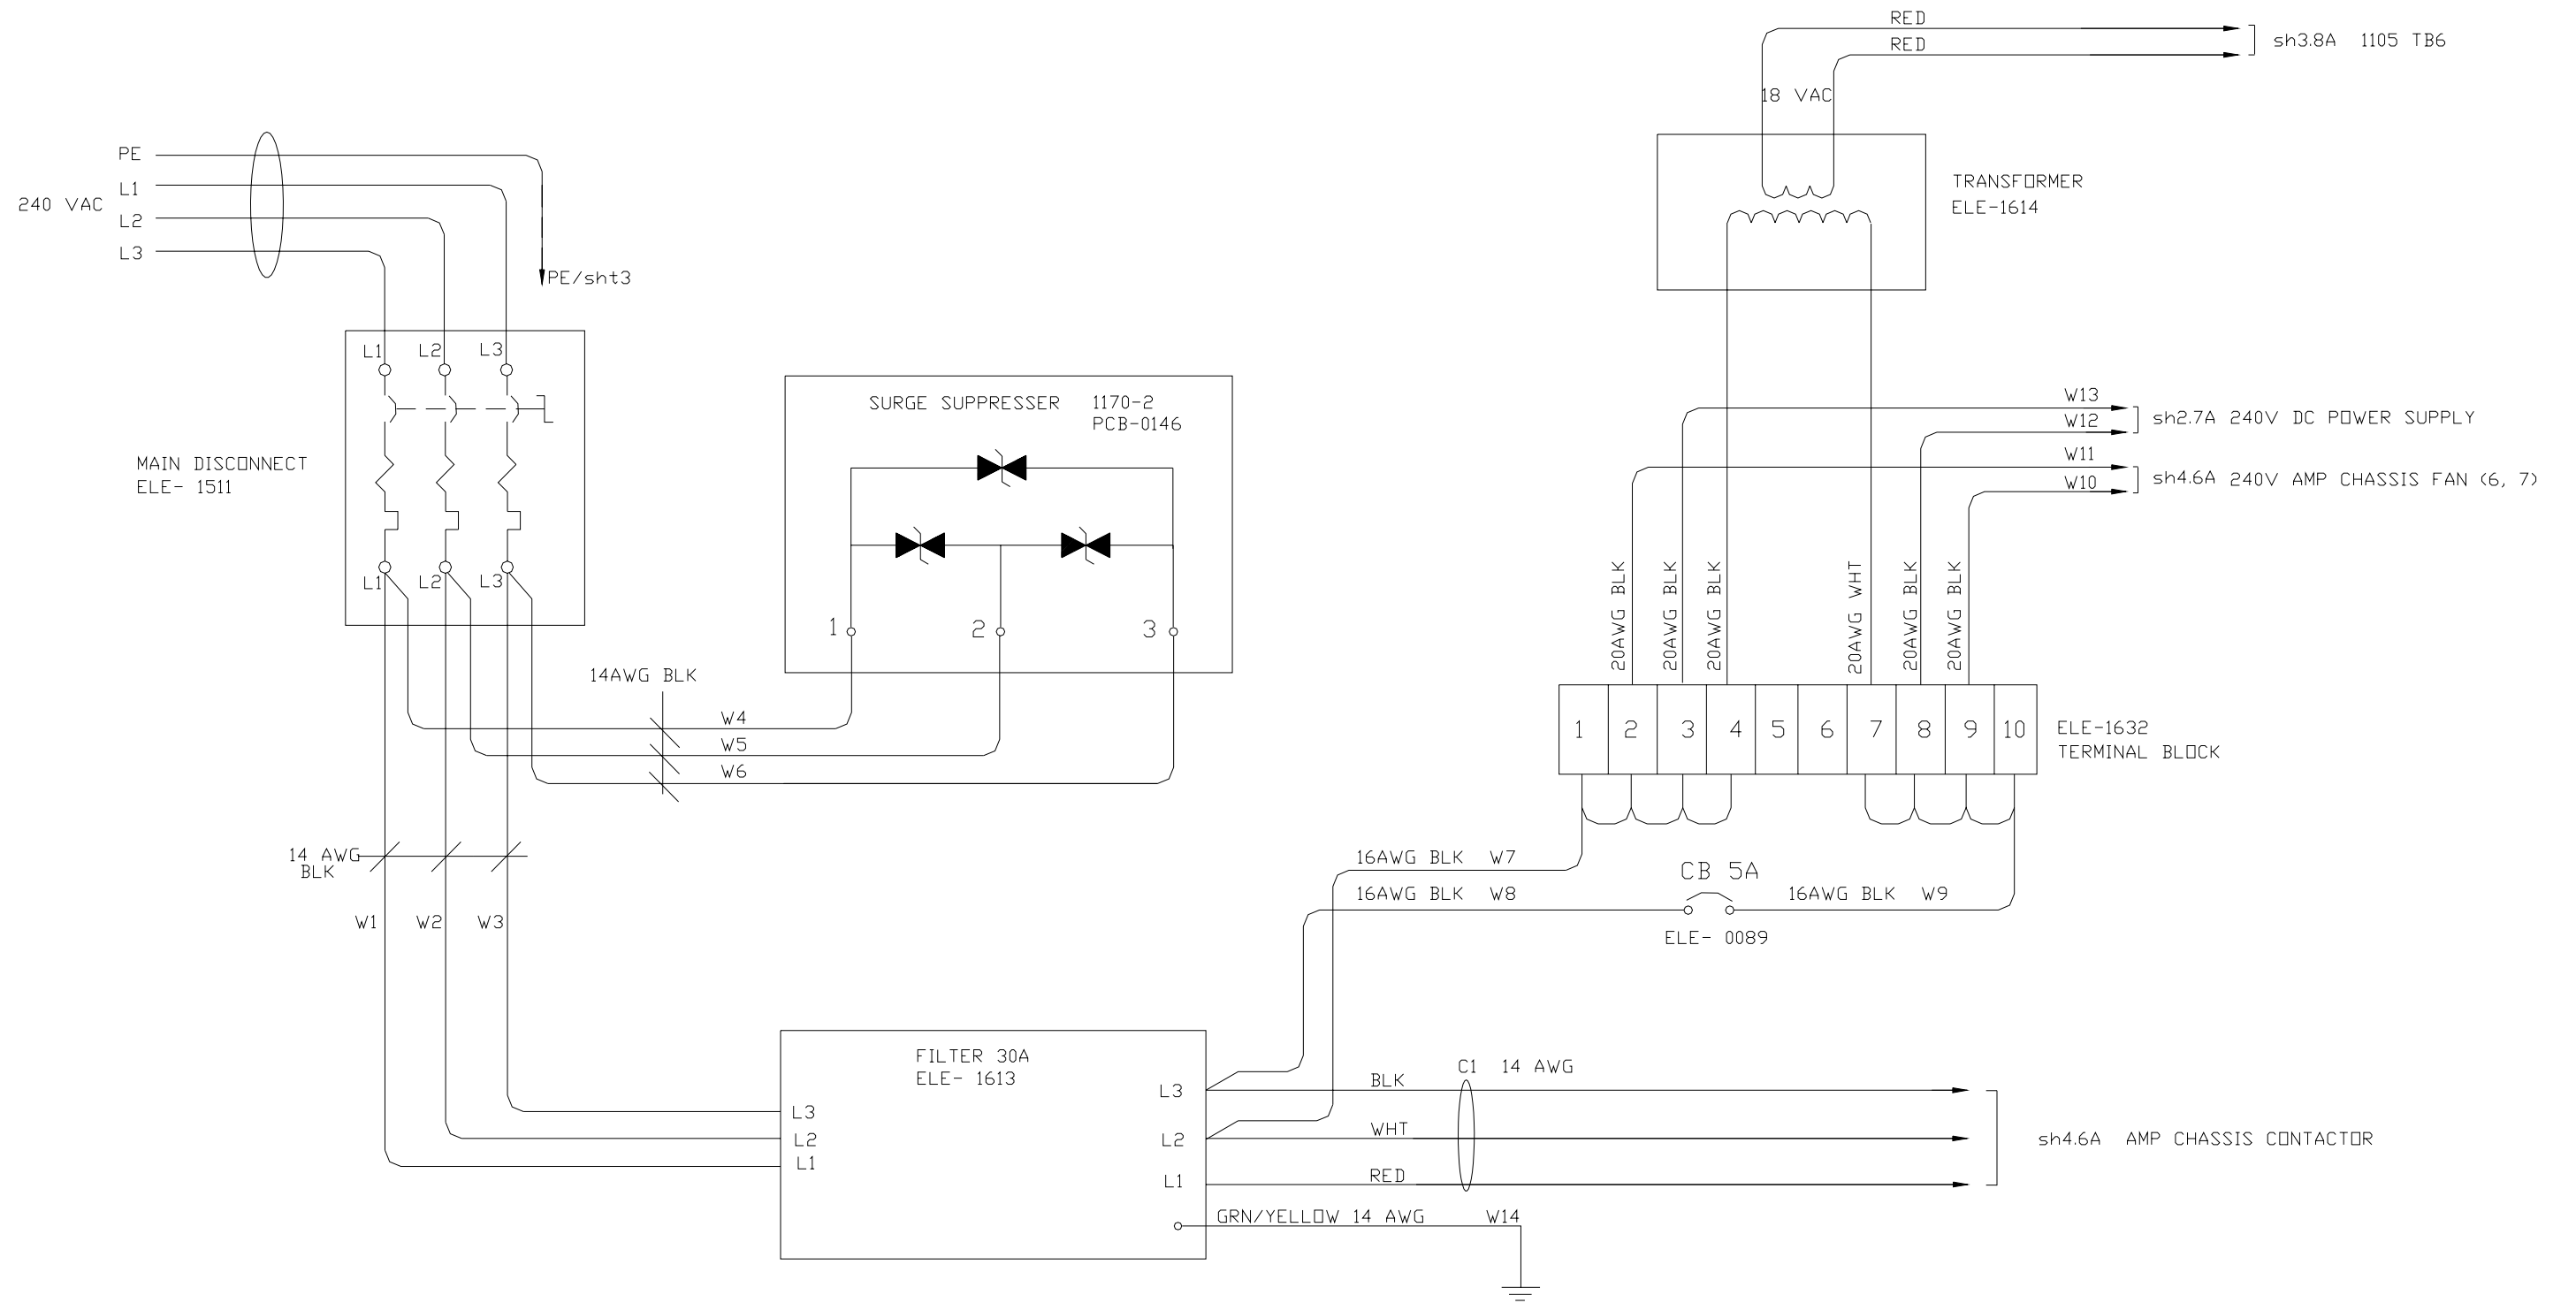 RED
RED
sh3.8A 1105 TB6
18 VAC
TRANSFORMER
ELE-1614
PE
L1
240 VAC
L2
L3
PE/sht3
L1 L2 L3
MAIN DISCONNECT
ELE- 1511
L1 L2 L3
SURGE SUPPRESSER 1170-2
PCB-0146
1 2 3
14AWG BLK
W4
W5
W6
14 AWG
BLK
W1 W2 W3
W13
W12
sh2.7A 240V DC POWER SUPPLY
W11
W10
sh4.6A 240V AMP CHASSIS FAN (6, 7)
20AWG BLK
20AWG BLK
20AWG BLK
20AWG WHT
20AWG BLK
20AWG BLK
1 2 3 4 5 6 7 8 9 10
ELE-1632
TERMINAL BLOCK
16AWG BLK W7
16AWG BLK W8
CB 5A
16AWG BLK W9
ELE- 0089
FILTER 30A
ELE- 1613
L3
L2
L1
L3
L2
L1
C1 14 AWG
BLK
WHT
RED
sh4.6A AMP CHASSIS CONTACTOR
GRN/YELLOW 14 AWG W14